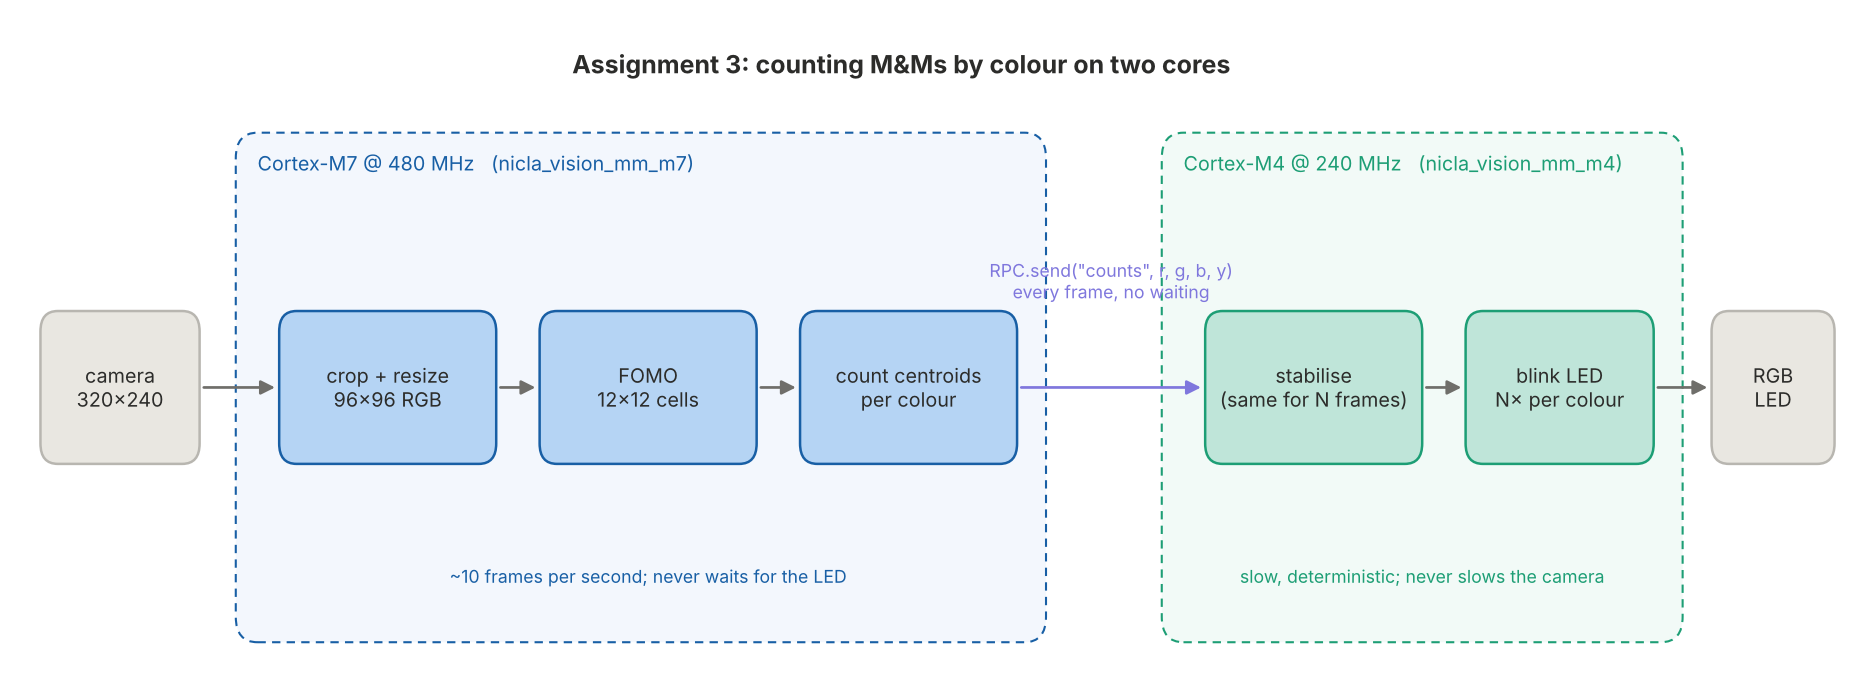 Assignment 3: counting M&Ms by colour on two cores
Cortex-M7 @ 480 MHz (nicla_vision_mm_m7)
Cortex-M4 @ 240 MHz (nicla_vision_mm_m4)
RPC.send("counts", r, g, b, y)
every frame, no waiting
camera
320×240
crop + resize
96×96 RGB
FOMO
12×12 cells
count centroids
per colour
stabilise
(same for N frames)
blink LED
N× per colour
RGB
LED
~10 frames per second; never waits for the LED
slow, deterministic; never slows the camera